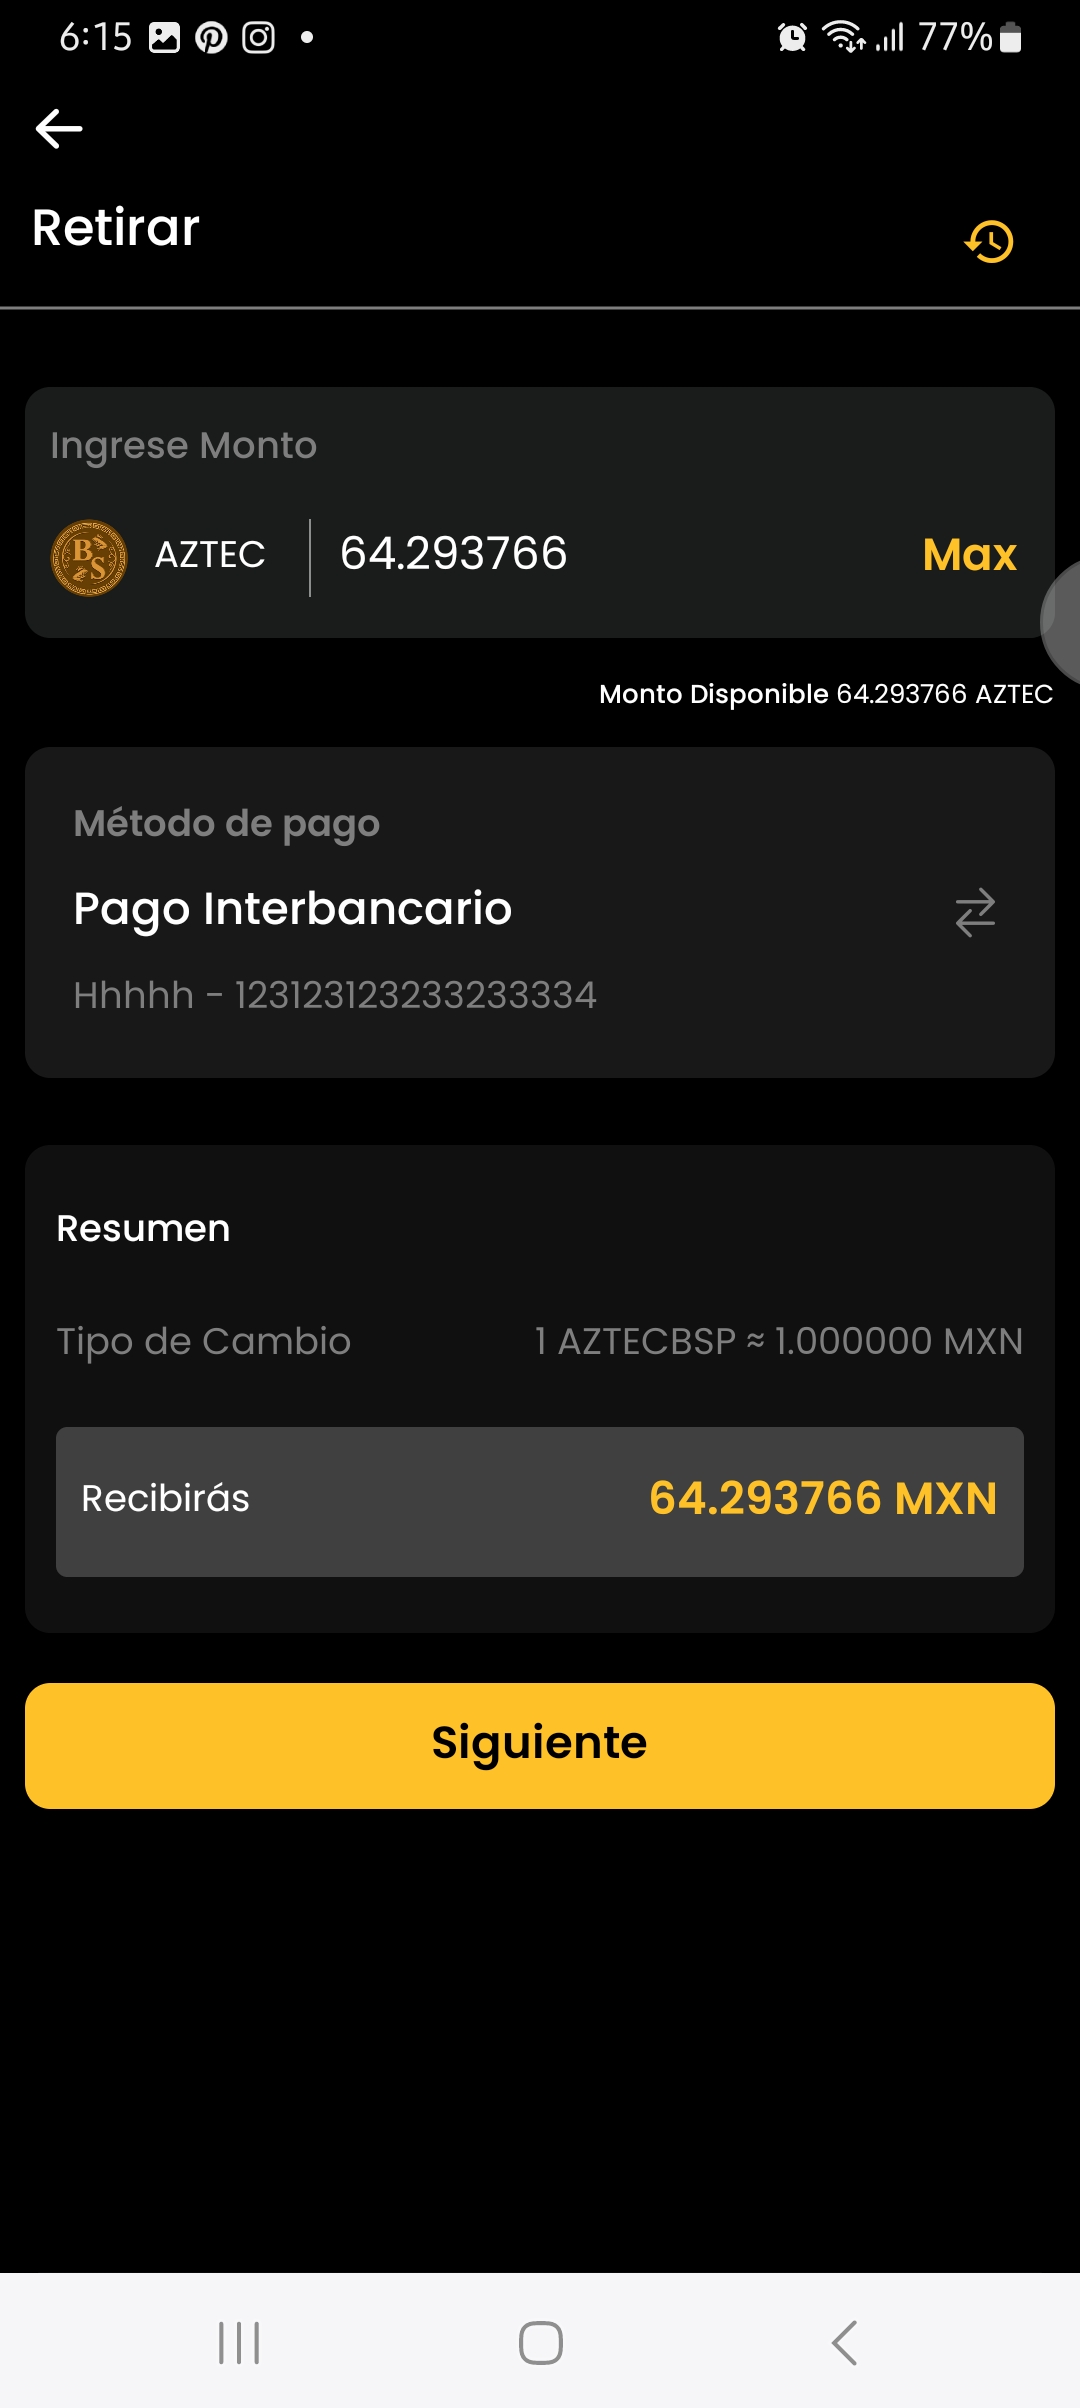 6:15
77%
Retirar
Ingrese Monto
BS AZTEC 64.293766 Max
Monto Disponible 64.293766 AZTEC
Método de pago
Pago Interbancario
Hhhhh - 123123123233233334
Resumen
Tipo de Cambio 1 AZTECBSP ≈ 1.000000 MXN
Recibirás 64.293766 MXN
Siguiente